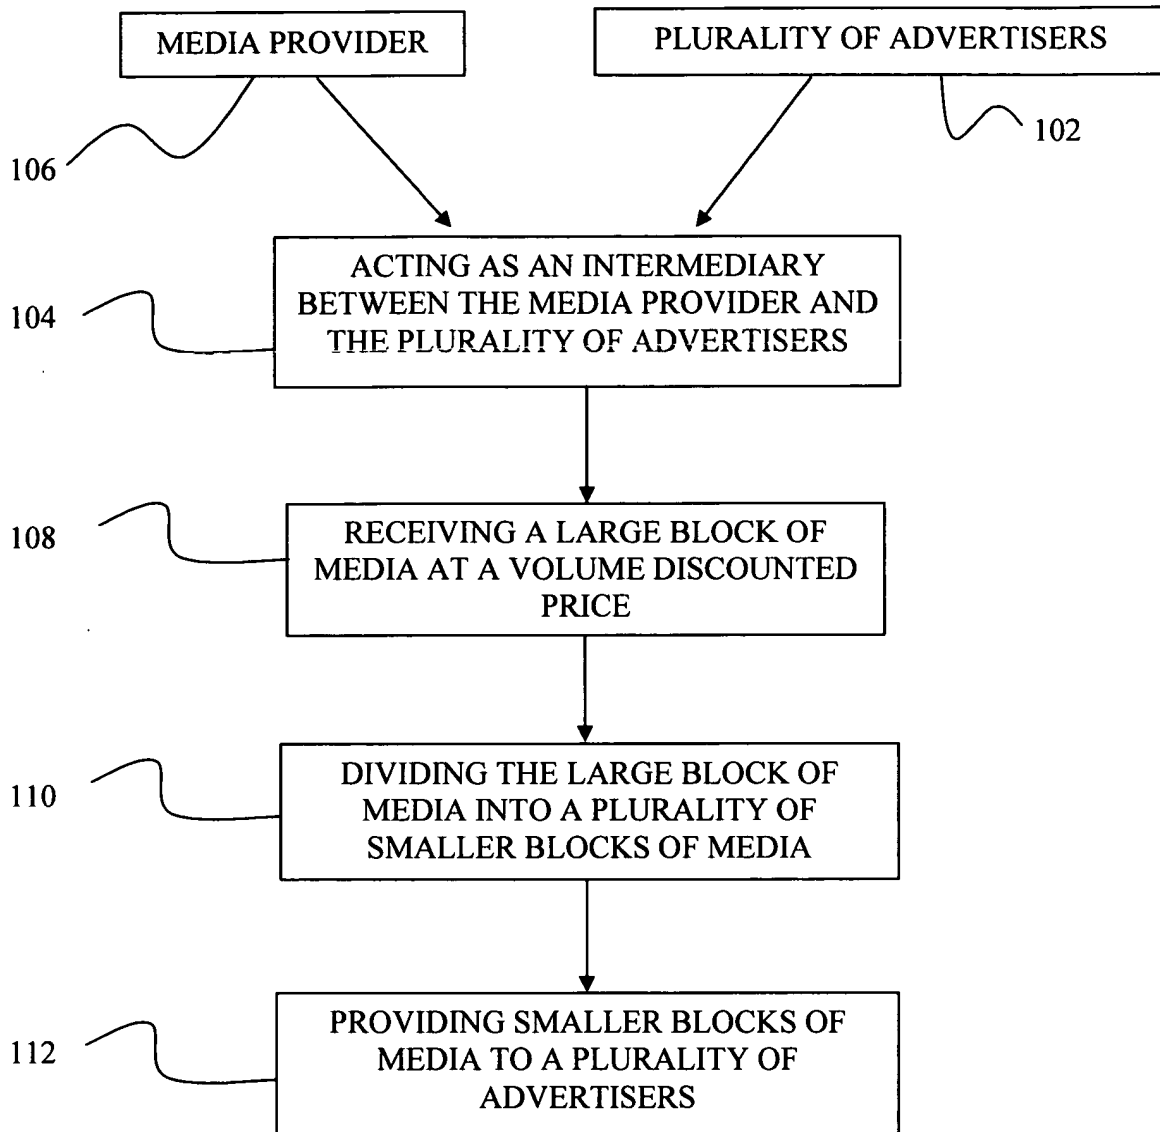 MEDIA PROVIDER
PLURALITY OF ADVERTISERS
102
106
ACTING AS AN INTERMEDIARY
BETWEEN THE MEDIA PROVIDER AND
THE PLURALITY OF ADVERTISERS
104
RECEIVING A LARGE BLOCK OF
MEDIA AT A VOLUME DISCOUNTED
PRICE
108
DIVIDING THE LARGE BLOCK OF
MEDIA INTO A PLURALITY OF
SMALLER BLOCKS OF MEDIA
110
PROVIDING SMALLER BLOCKS OF
MEDIA TO A PLURALITY OF
ADVERTISERS
112